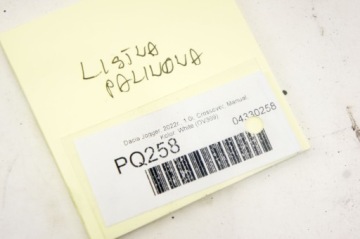 LISTWA
PALIWOWA
Dacia Jogger, 2022r., 1.0i, Crossover, Manual
Kolor: White (OV369)
PQ258
04330258